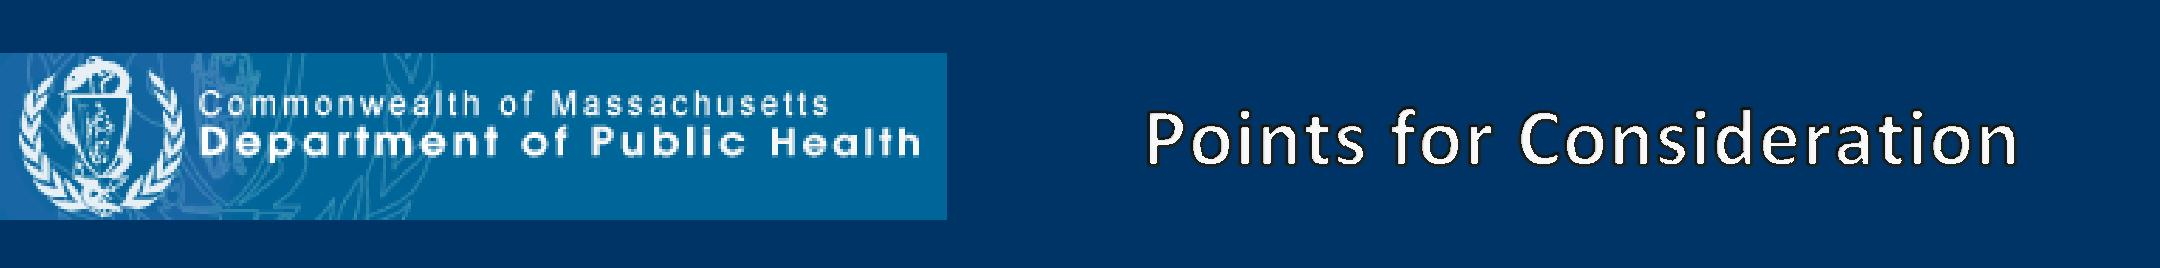 Commonwealth of Massachusetts
Department of Public Health
Points for Consideration